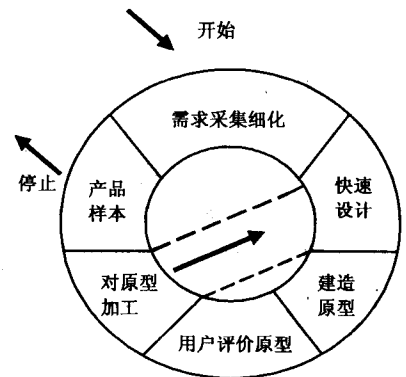 开始
需求采集细化
停止
产品
样本
快速
设计
对原型
加工
建造
原型
用户评价原型